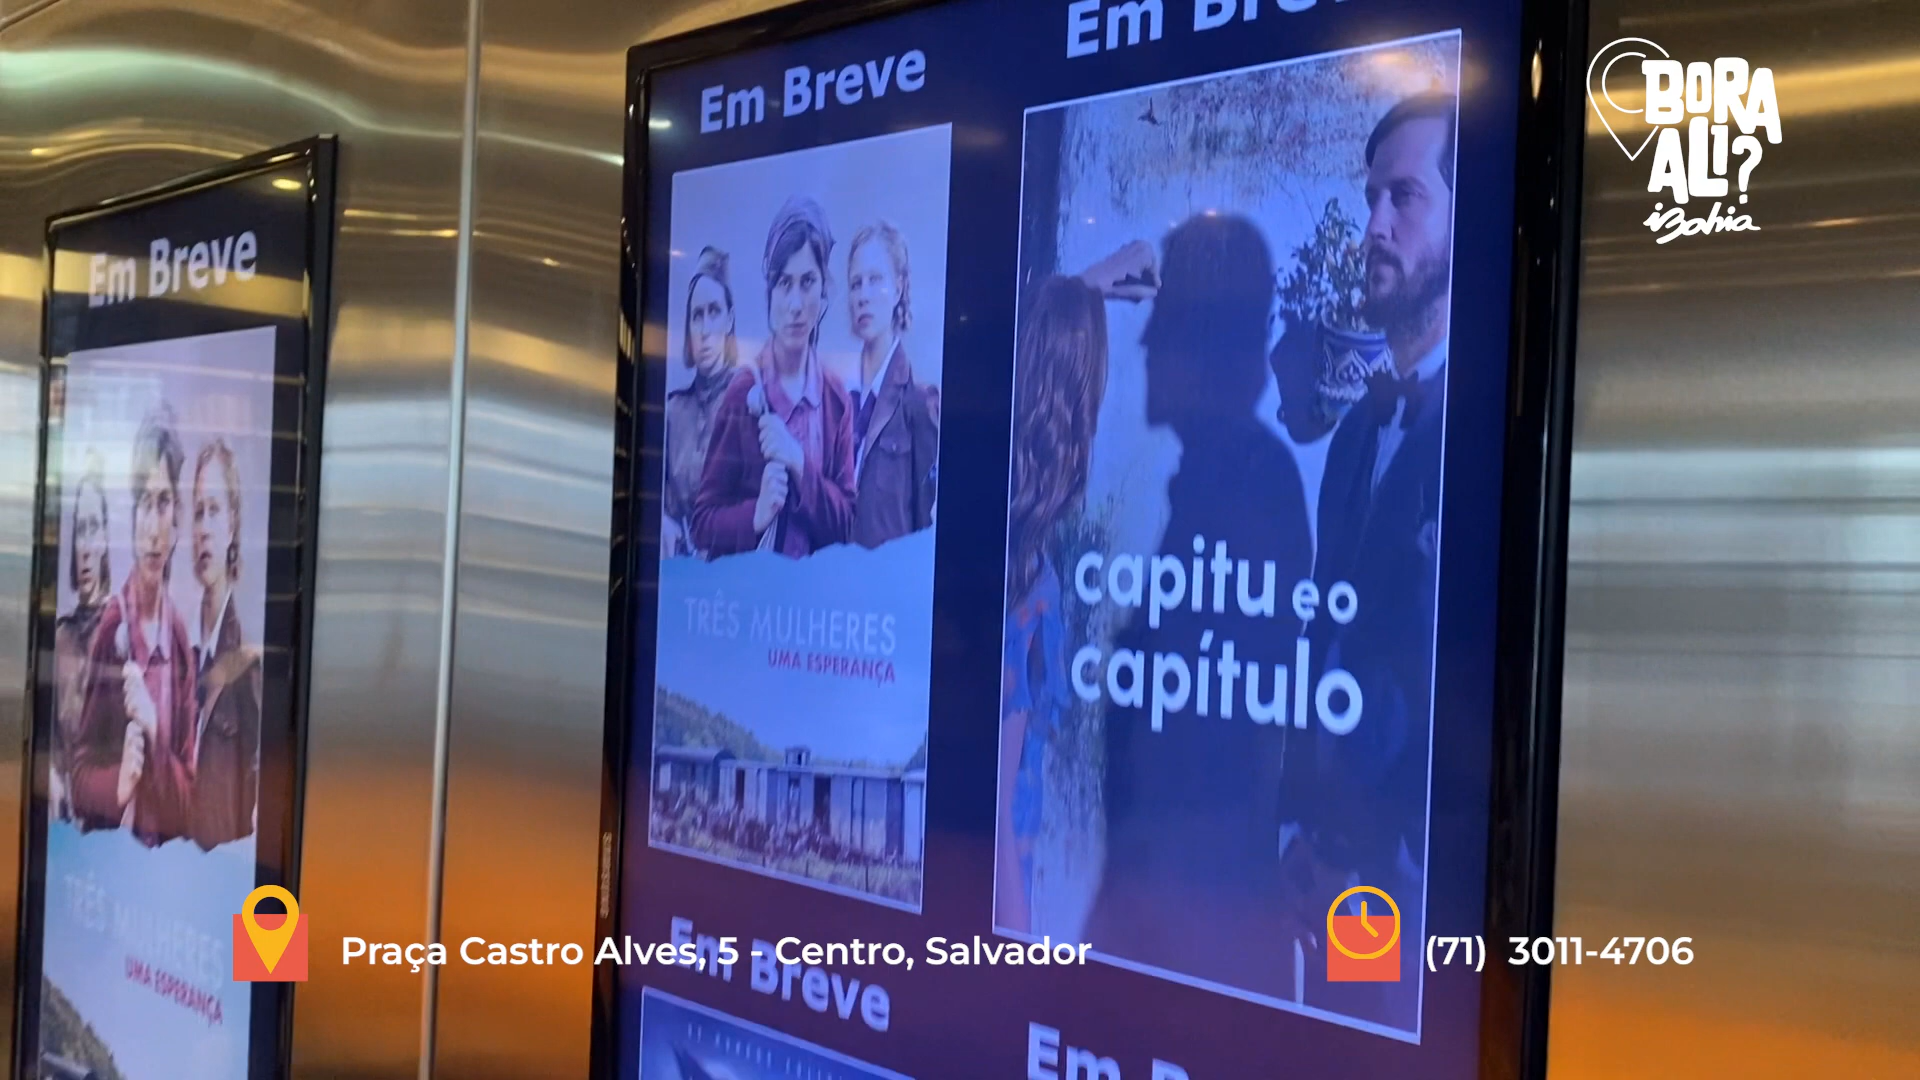 Em Breve
TRÊS MULHERES
UMA ESPERANÇA
Em Breve
TRÊS MULHERES
UMA ESPERANÇA
Em
capitu e o
capítulo
Em Breve
Em
BORA
ALI?
iBahia
Praça Castro Alves, 5 - Centro, Salvador
(71) 3011-4706